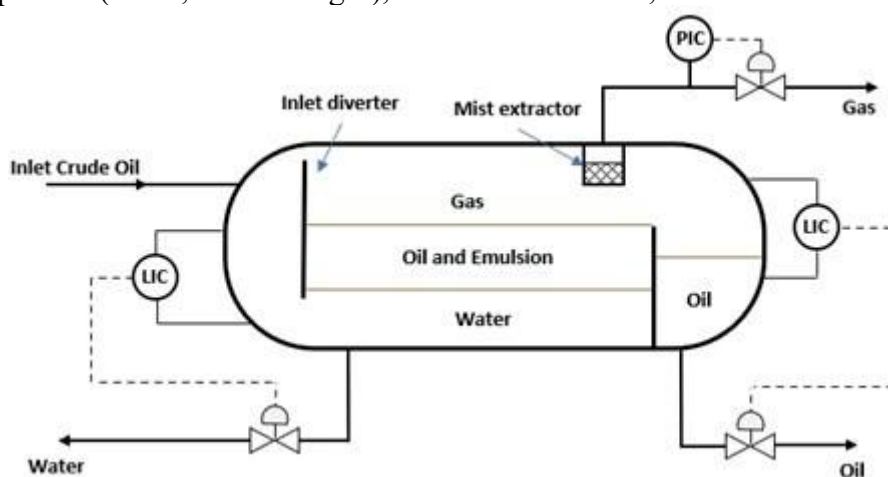 PIC
Gas
Inlet diverter
Mist extractor
Inlet Crude Oil
Gas
LIC
Oil and Emulsion
LIC
Oil
Water
Water
Oil